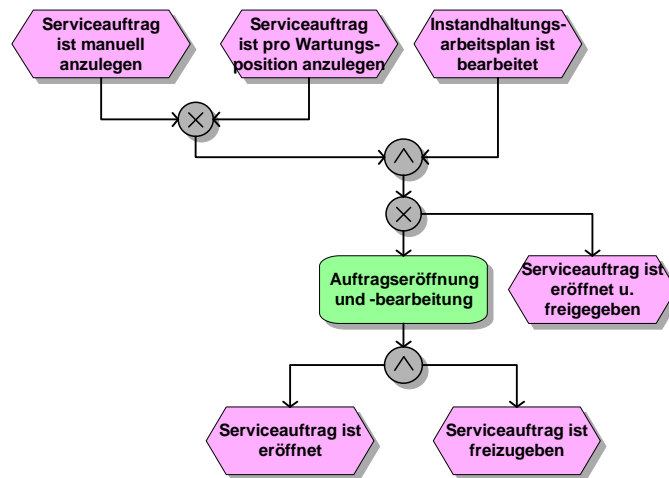 Serviceauftrag
ist manuell
anzulegen
Serviceauftrag
ist pro Wartungs-
position anzulegen
Instandhaltungs-
arbeitsplan ist
bearbeitet
Auftragseröffnung
und -bearbeitung
Serviceauftrag ist
eröffnet u.
freigegeben
Serviceauftrag ist
eröffnet
Serviceauftrag ist
freizugeben